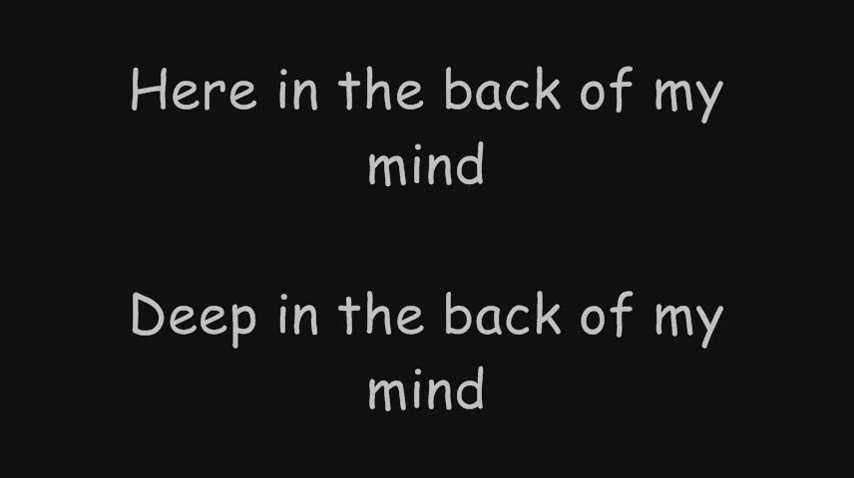 Here in the back of my
mind
Deep in the back of my
mind